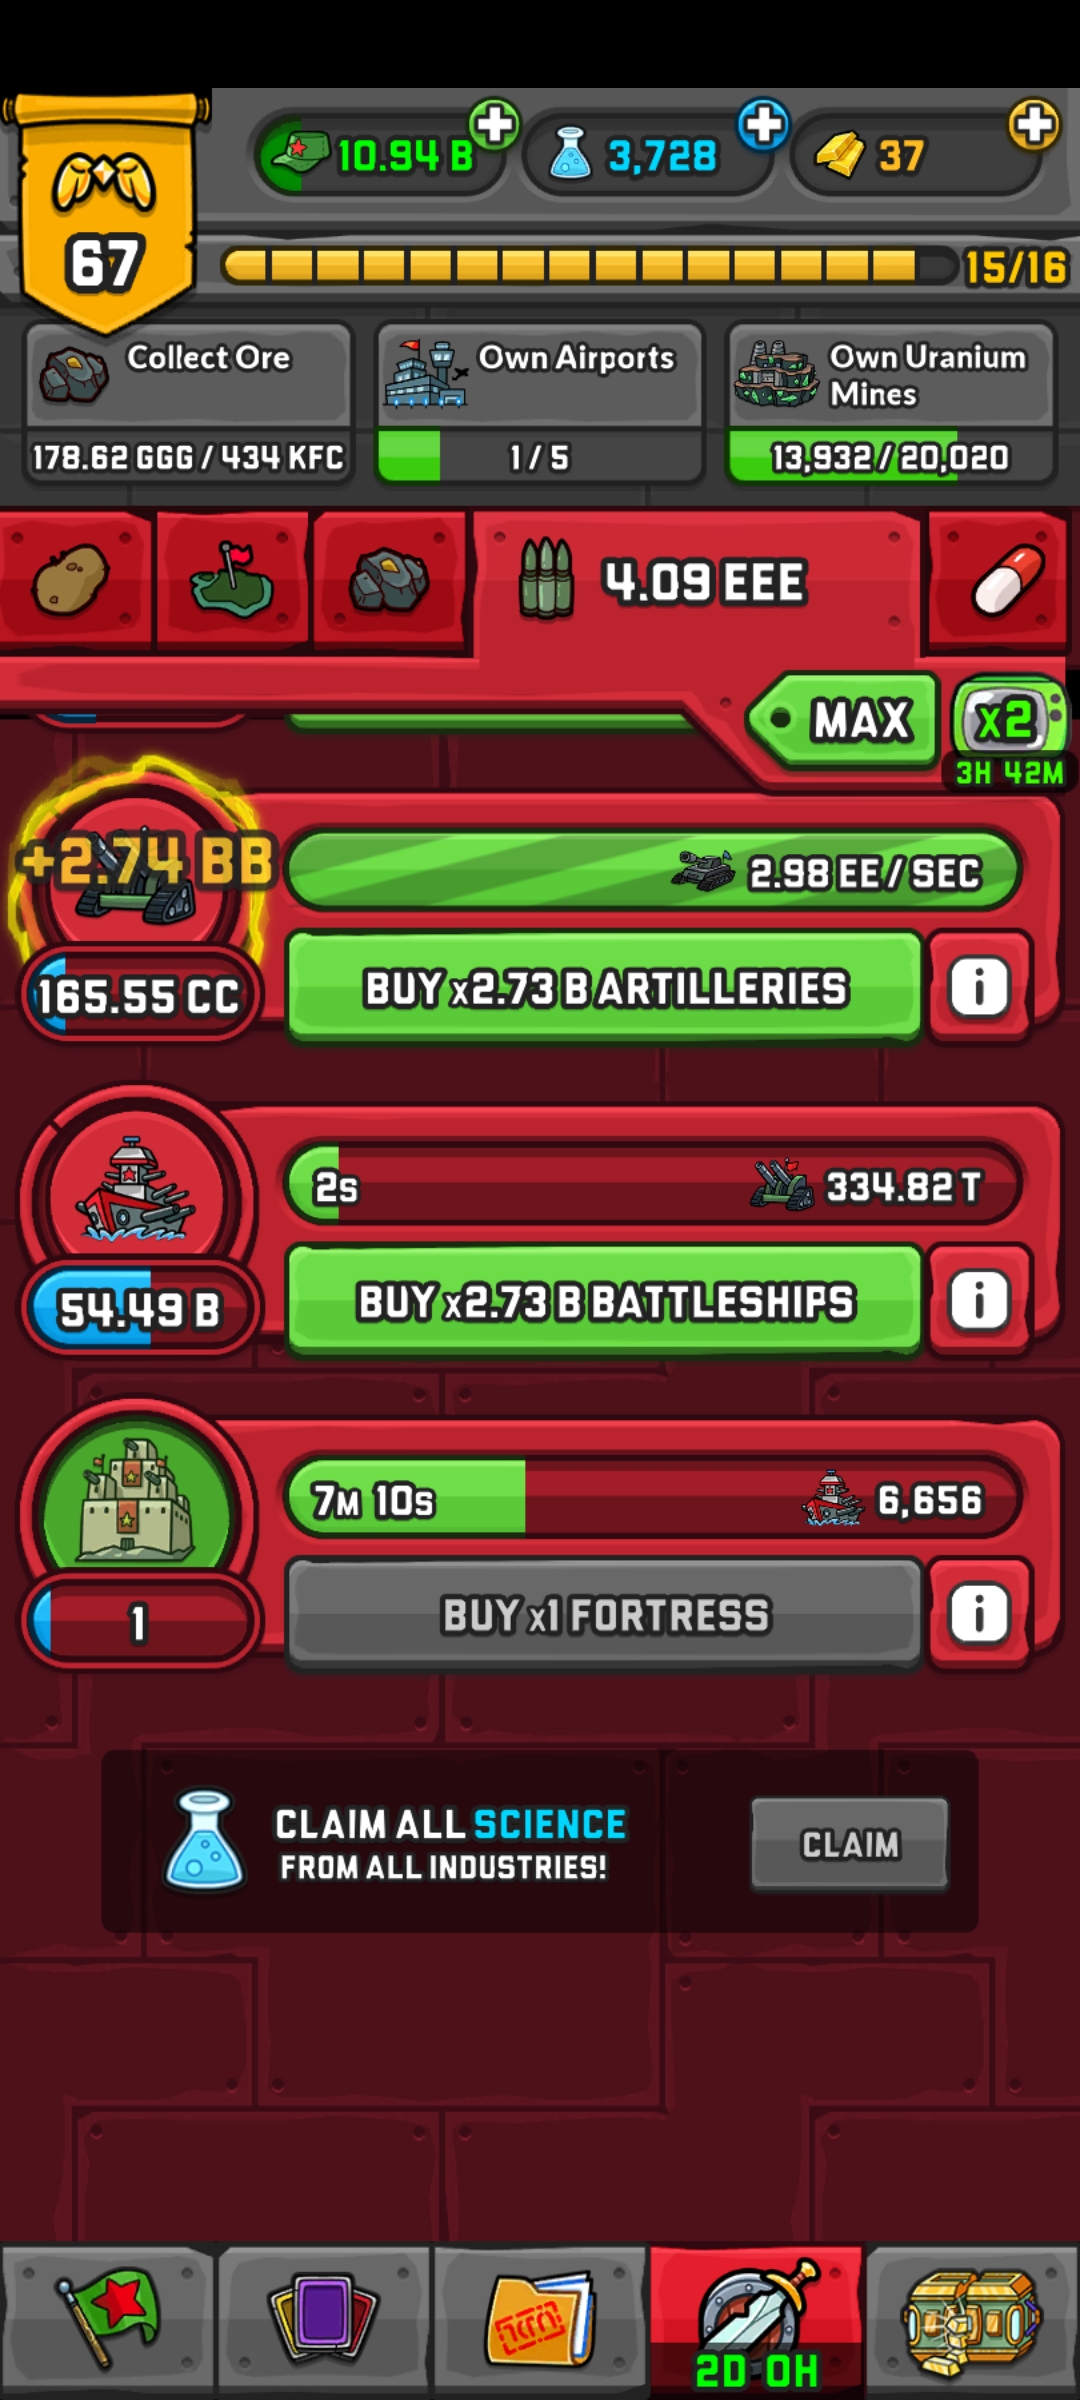 10.94 B
3,728
37
67
15/16
Collect Ore
178.62 GGG / 434 KFC
Own Airports
1 / 5
Own Uranium
Mines
13,932 / 20,020
4.09 EEE
MAX
x2
3H 42M
+2.74 BB
2.98 EE / SEC
165.55 CC
BUY x2.73 B ARTILLERIES
i
2s
334.82 T
54.49 B
BUY x2.73 B BATTLESHIPS
i
7M 10s
6,656
1
BUY x1 FORTRESS
i
CLAIM ALL SCIENCE
FROM ALL INDUSTRIES!
CLAIM
2D 0H